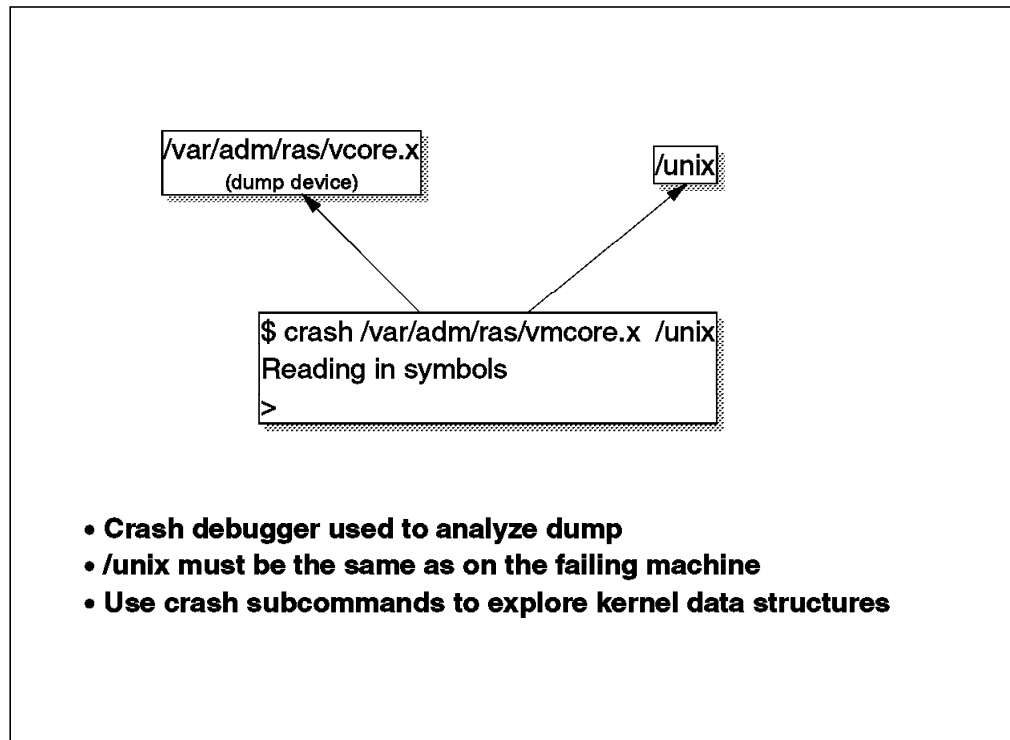 /var/adm/ras/vcore.x
(dump device)
/unix
$ crash /var/adm/ras/vmcore.x /unix
Reading in symbols
>
• Crash debugger used to analyze dump
• /unix must be the same as on the failing machine
• Use crash subcommands to explore kernel data structures